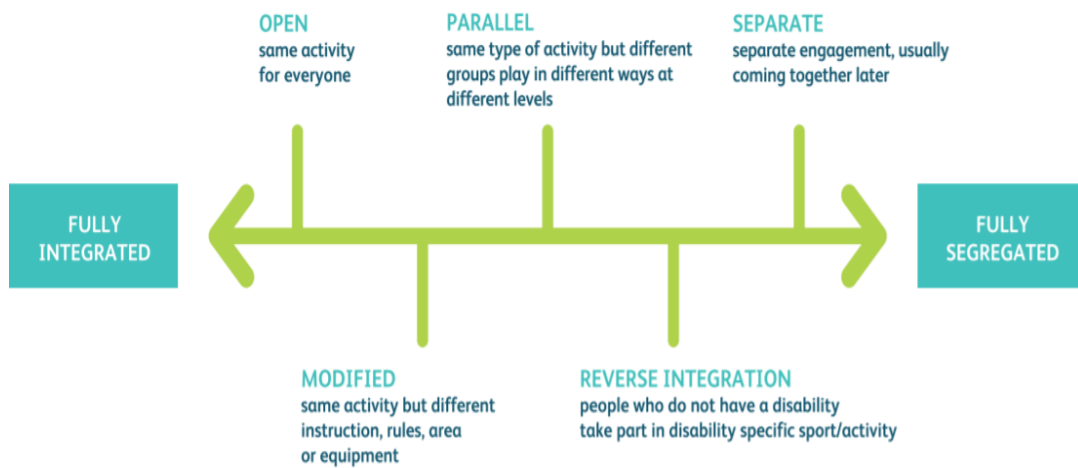 OPEN
same activity
for everyone
PARALLEL
same type of activity but different
groups play in different ways at
different levels
SEPARATE
separate engagement, usually
coming together later
FULLY
INTEGRATED
FULLY
SEGREGATED
MODIFIED
same activity but different
instruction, rules, area
or equipment
REVERSE INTEGRATION
people who do not have a disability
take part in disability specific sport/activity